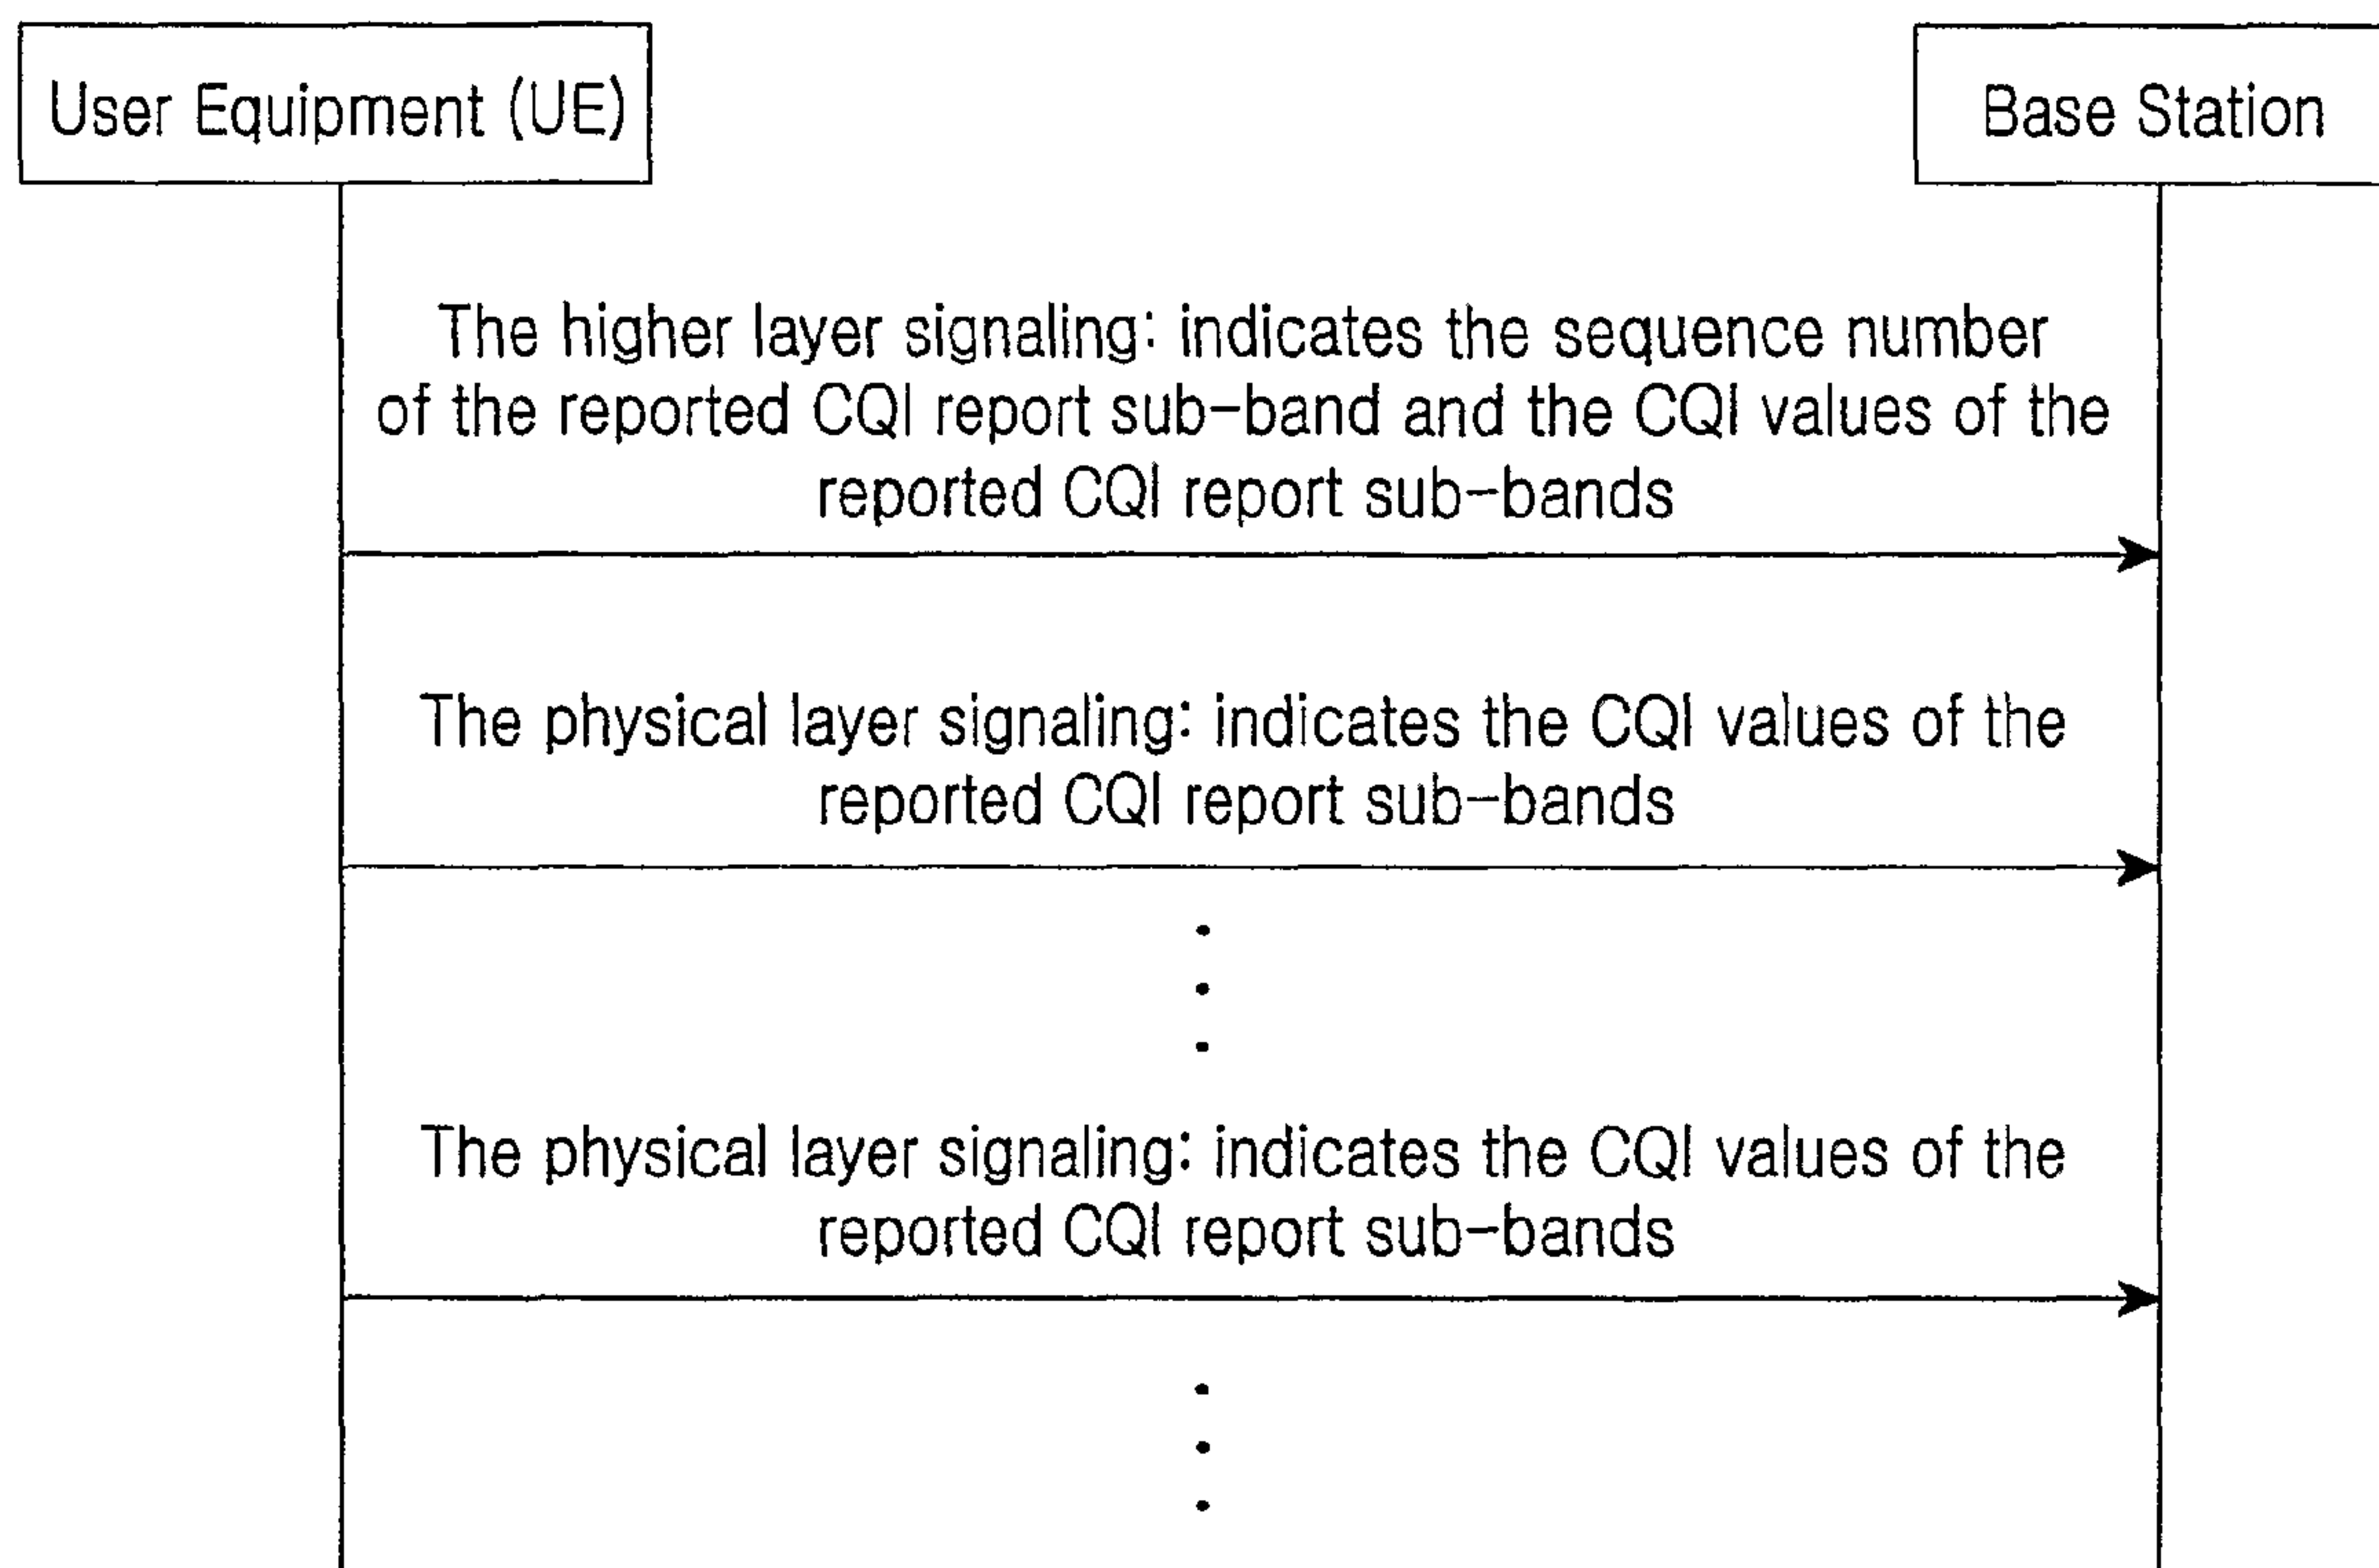 User Equipment (UE)
Base Station
The higher layer signaling: indicates the sequence number
of the reported CQI report sub-band and the CQI values of the
reported CQI report sub-bands
The physical layer signaling: indicates the CQI values of the
reported CQI report sub-bands
The physical layer signaling: indicates the CQI values of the
reported CQI report sub-bands